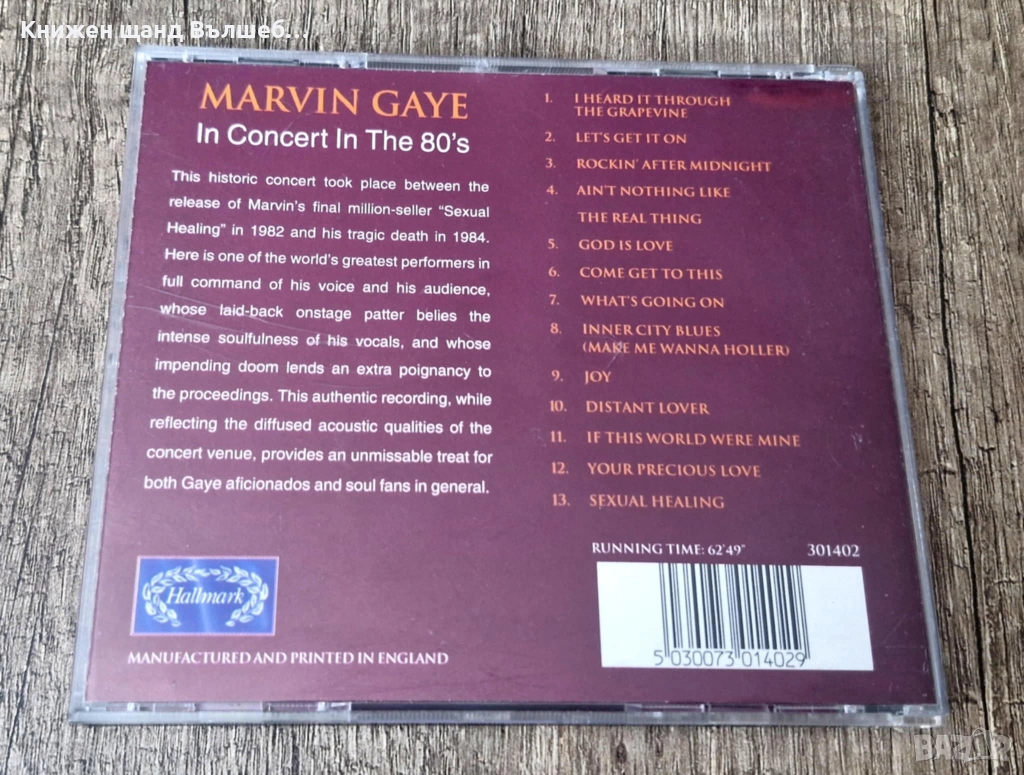 Книжен щанд Вълшеб...
MARVIN GAYE
In Concert In The 80's
This historic concert took place between the
release of Marvin's final million-seller “Sexual
Healing” in 1982 and his tragic death in 1984.
Here is one of the world's greatest performers in
full command of his voice and his audience,
whose laid-back onstage patter belies the
intense soulfulness of his vocals, and whose
impending doom lends an extra poignancy to
the proceedings. This authentic recording, while
reflecting the diffused acoustic qualities of the
concert venue, provides an unmissable treat for
both Gaye aficionados and soul fans in general.
Hallmark
MANUFACTURED AND PRINTED IN ENGLAND
1. I HEARD IT THROUGH
THE GRAPEVINE
2. LET'S GET IT ON
3. ROCKIN' AFTER MIDNIGHT
4. AIN'T NOTHING LIKE
THE REAL THING
5. GOD IS LOVE
6. COME GET TO THIS
7. WHAT'S GOING ON
8. INNER CITY BLUES
(MAKE ME WANNA HOLLER)
9. JOY
10. DISTANT LOVER
11. IF THIS WORLD WERE MINE
12. YOUR PRECIOUS LOVE
13. SEXUAL HEALING
RUNNING TIME: 62'49" 301402
5 030073 014029
BAZAR